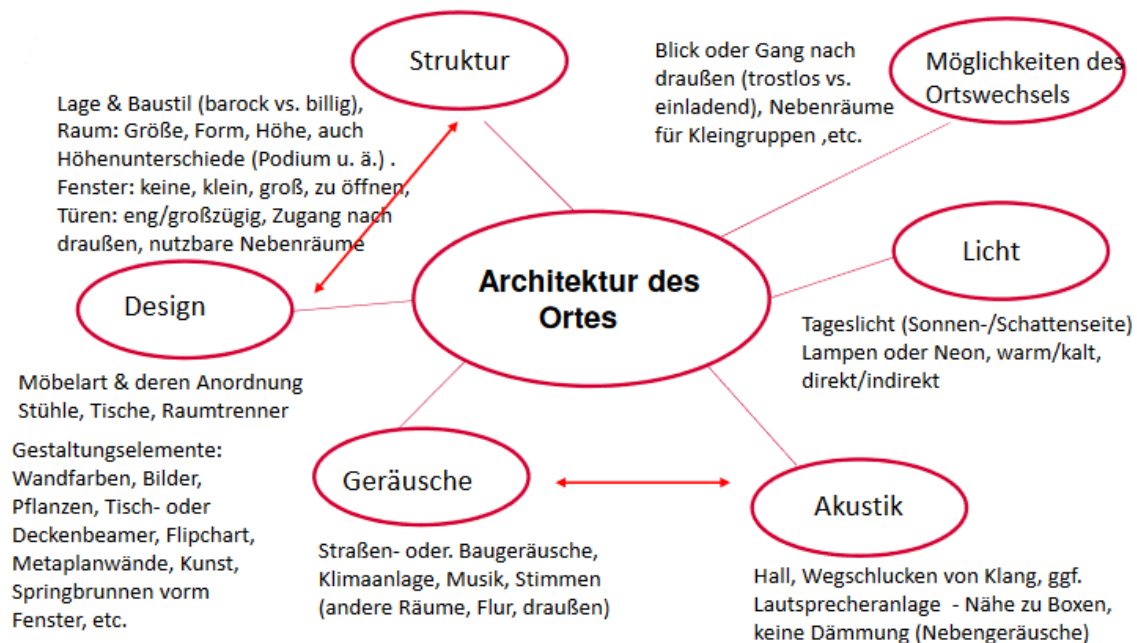 Struktur
Lage & Baustil (barock vs. billig),
Raum: Größe, Form, Höhe, auch
Höhenunterschiede (Podium u. ä.) .
Fenster: keine, klein, groß, zu öffnen,
Türen: eng/großzügig, Zugang nach
draußen, nutzbare Nebenräume
Blick oder Gang nach
draußen (trostlos vs.
einladend), Nebenräume
für Kleingruppen ,etc.
Möglichkeiten des
Ortswechsels
Architektur des
Ortes
Licht
Tageslicht (Sonnen-/Schattenseite)
Lampen oder Neon, warm/kalt,
direkt/indirekt
Design
Möbelart & deren Anordnung
Stühle, Tische, Raumtrenner
Gestaltungselemente:
Wandfarben, Bilder,
Pflanzen, Tisch- oder
Deckenbeamer, Flipchart,
Metaplanwände, Kunst,
Springbrunnen vorm
Fenster, etc.
Geräusche
Straßen- oder. Baugeräusche,
Klimaanlage, Musik, Stimmen
(andere Räume, Flur, draußen)
Akustik
Hall, Wegschlucken von Klang, ggf.
Lautsprecheranlage - Nähe zu Boxen,
keine Dämmung (Nebengeräusche)